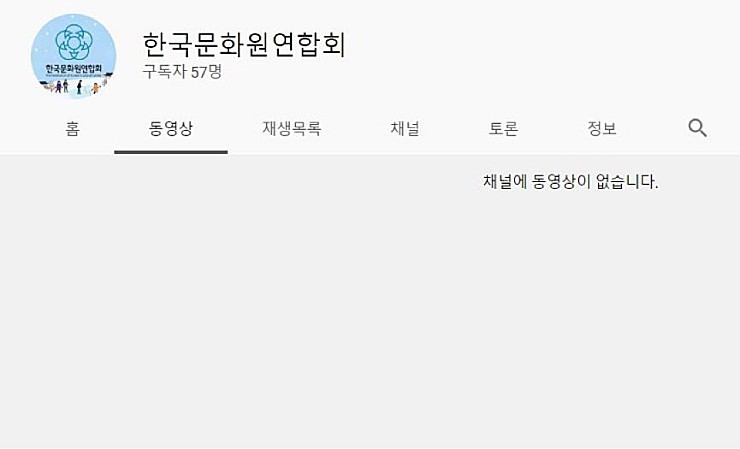 한국문화원연합회
한국문화원연합회
구독자 57명
홈 동영상 재생목록 채널 토론 정보
채널에 동영상이 없습니다.